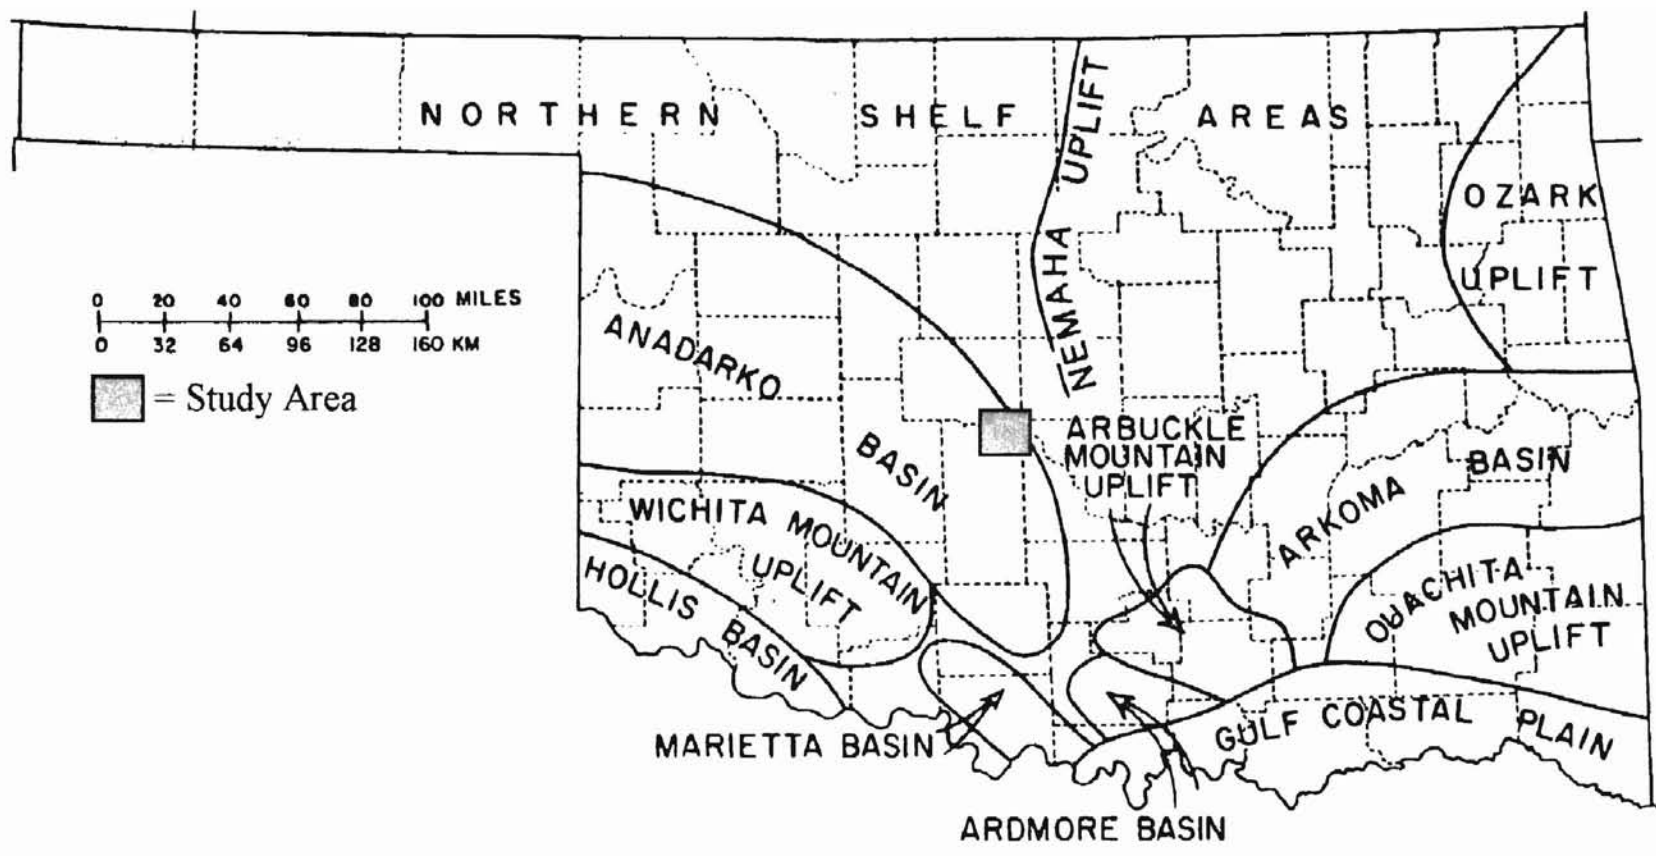 NORTHERN SHELF AREAS
NEMAHA UPLIFT
OZARK
UPLIFT
0 20 40 60 80 100 MILES
0 32 64 96 128 160 KM
= Study Area
ANADARKO
BASIN
ARBUCKLE
MOUNTAIN
UPLIFT
ARKOMA
BASIN
WICHITA MOUNTAIN
UPLIFT
HOLLIS BASIN
OUACHITA
MOUNTAIN
UPLIFT
MARIETTA BASIN
GULF COASTAL PLAIN
ARDMORE BASIN